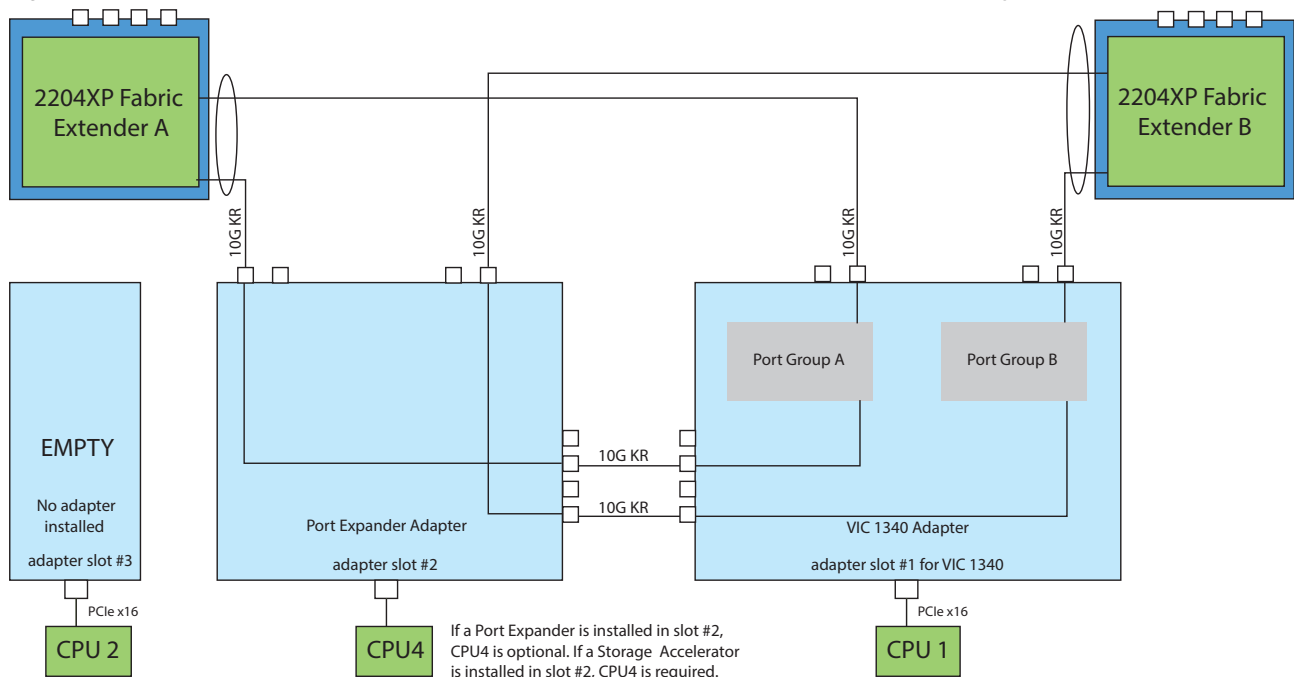 2204XP Fabric
Extender A
2204XP Fabric
Extender B
10G KR
10G KR
10G KR
10G KR
Port Group A
Port Group B
EMPTY
No adapter
installed
adapter slot #3
10G KR
10G KR
Port Expander Adapter
adapter slot #2
VIC 1340 Adapter
adapter slot #1 for VIC 1340
PCIe x16
CPU 2
CPU4
If a Port Expander is installed in slot #2,
CPU4 is optional. If a Storage Accelerator
is installed in slot #2, CPU4 is required.
PCIe x16
CPU 1